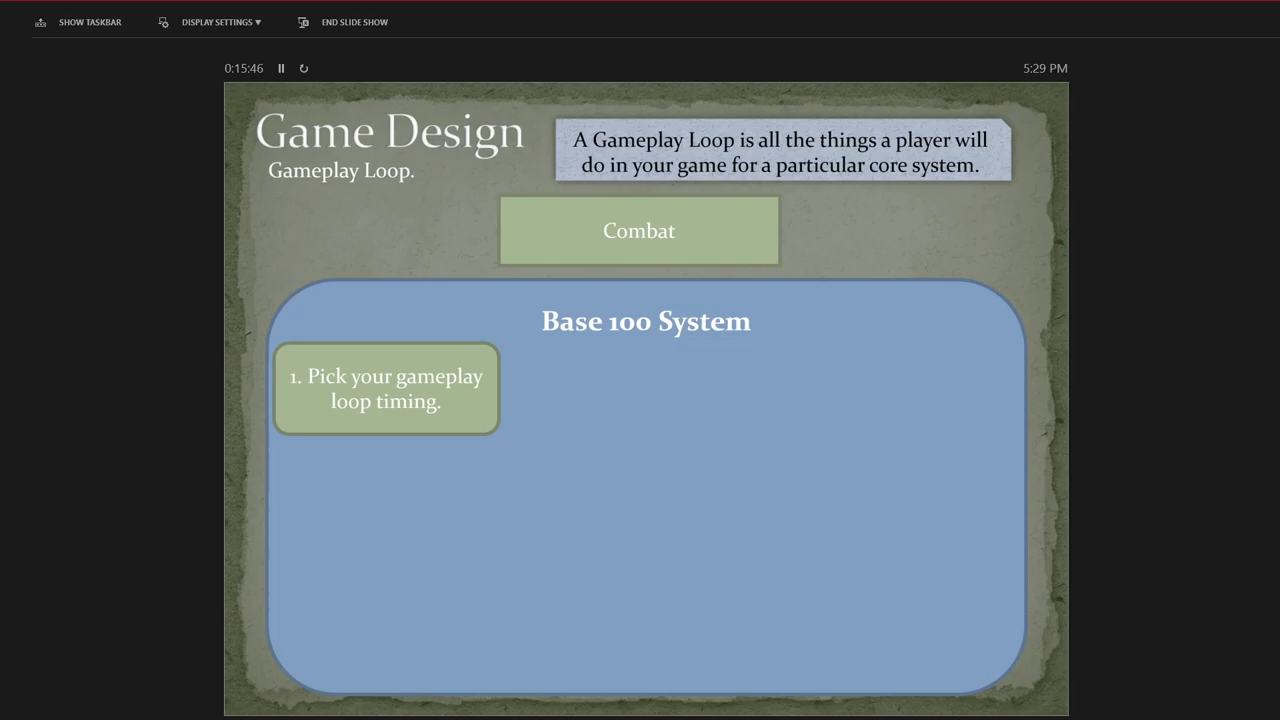 SHOW TASKBAR DISPLAY SETTINGS ▼ END SLIDE SHOW
0:15:46 5:29 PM
Game Design
Gameplay Loop.
A Gameplay Loop is all the things a player will
do in your game for a particular core system.
Combat
Base 100 System
1. Pick your gameplay
loop timing.